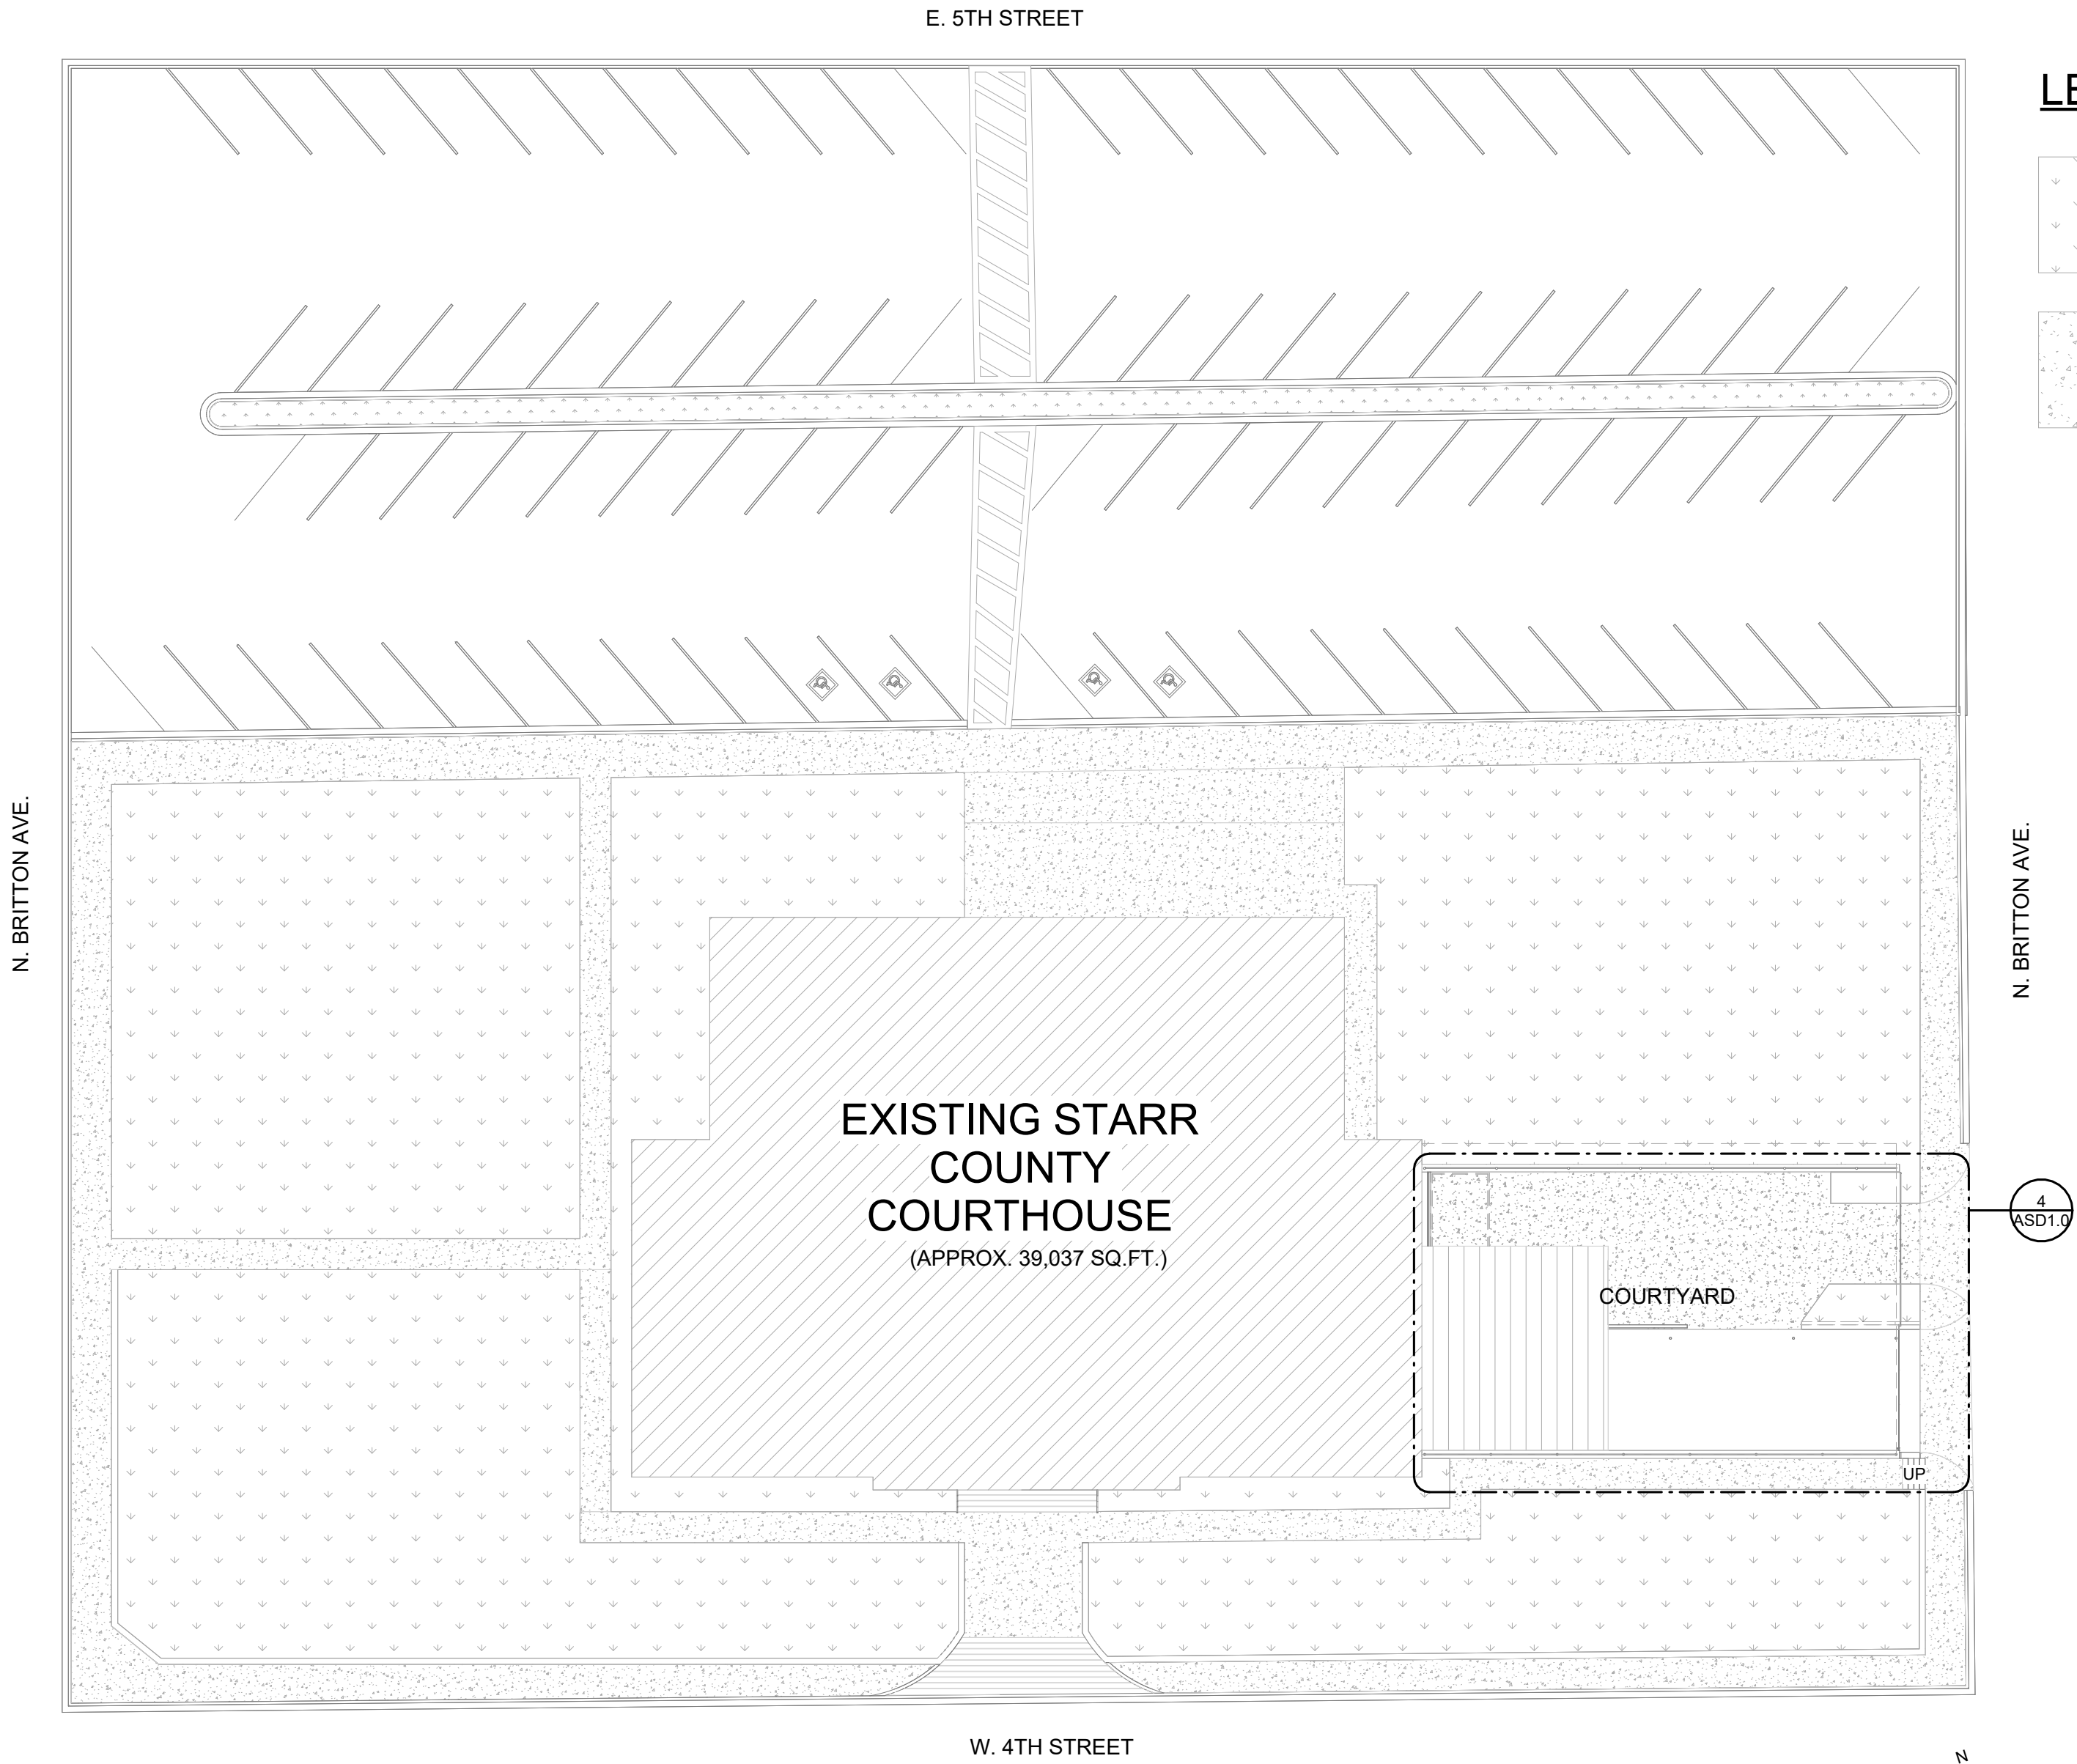 E. 5TH STREET
LE
N. BRITTON AVE.
N. BRITTON AVE.
EXISTING STARR
COUNTY
COURTHOUSE
(APPROX. 39,037 SQ.FT.)
4
ASD1.0
COURTYARD
UP
W. 4TH STREET
N